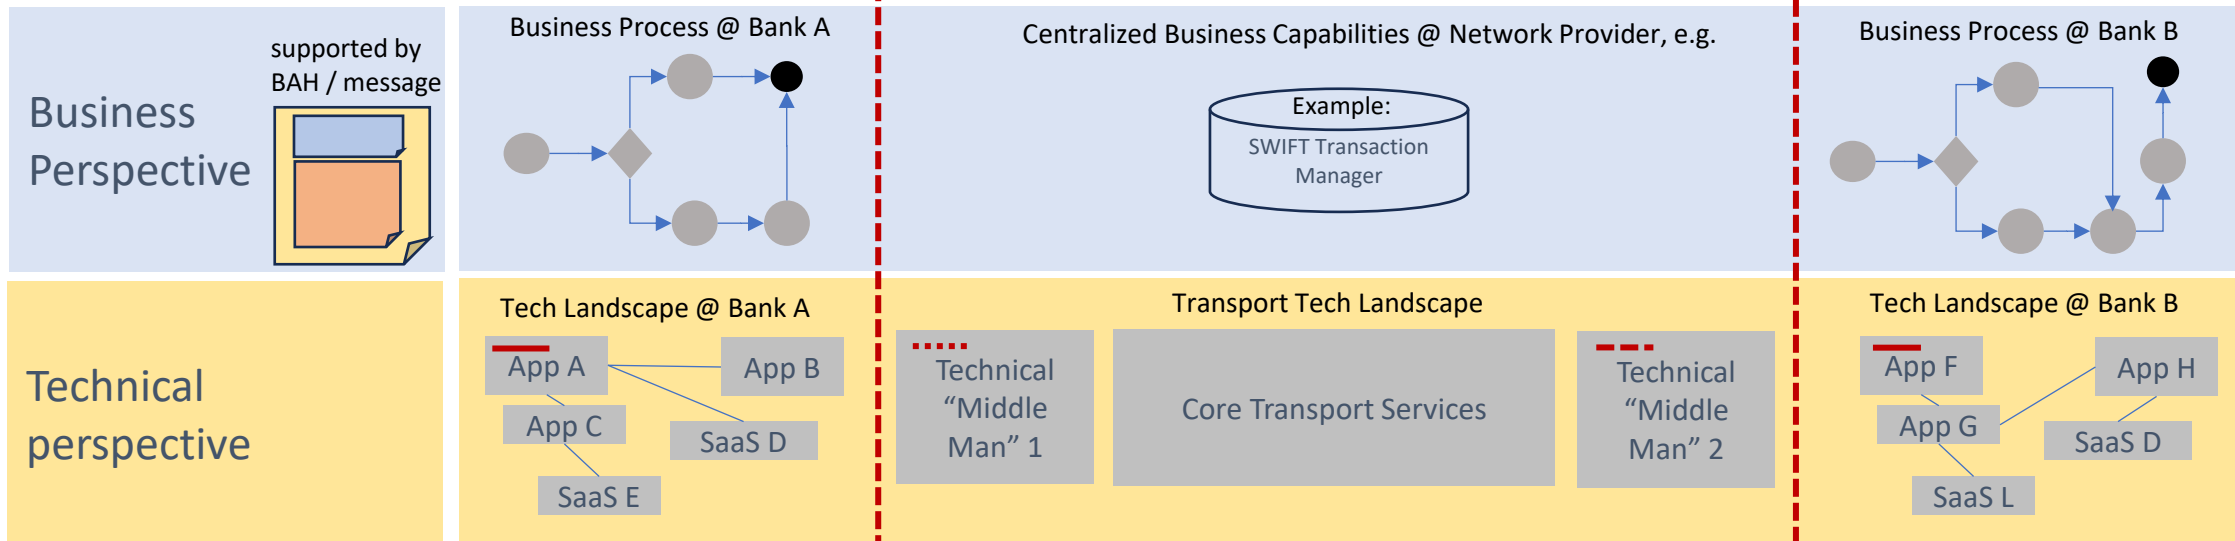 supported by
BAH / message
Business
Perspective
Business Process @ Bank A
Centralized Business Capabilities @ Network Provider, e.g.
Example:
SWIFT Transaction
Manager
Business Process @ Bank B
Technical
perspective
Tech Landscape @ Bank A
App A
App B
App C
SaaS D
SaaS E
Transport Tech Landscape
Technical
“Middle
Man” 1
Core Transport Services
Technical
“Middle
Man” 2
Tech Landscape @ Bank B
App F
App H
App G
SaaS D
SaaS L